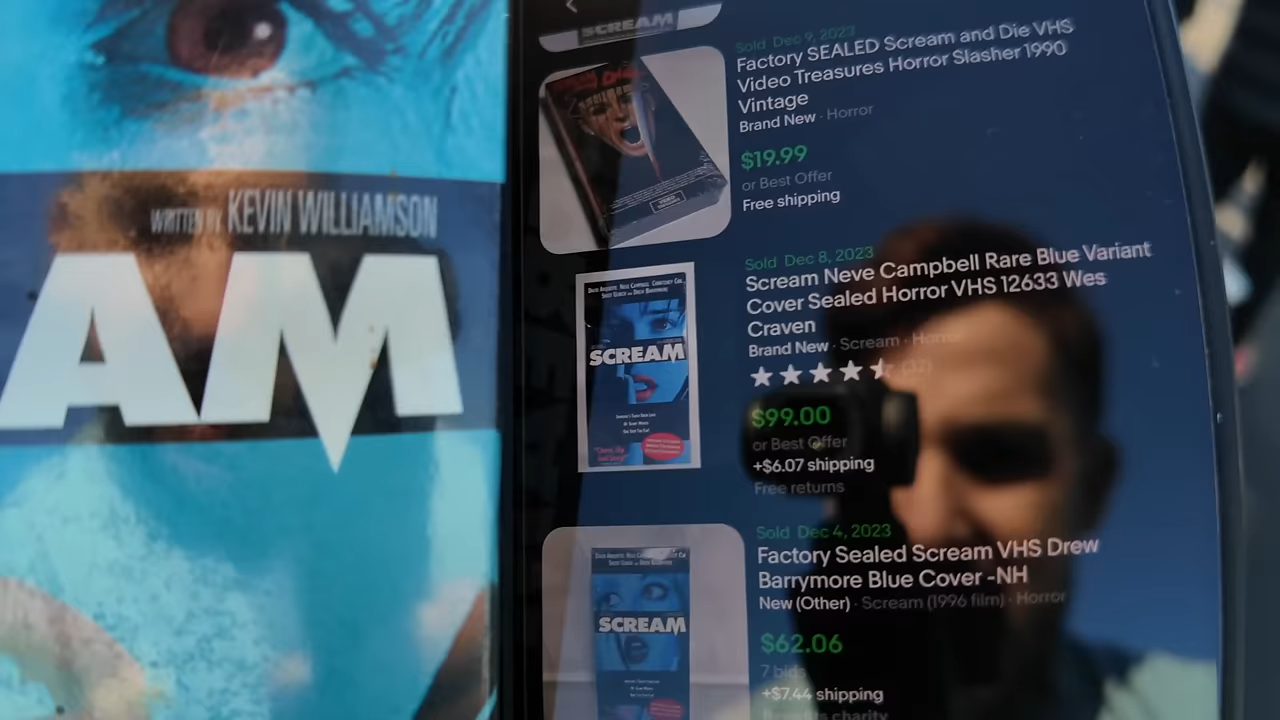 WRITTEN BY KEVIN WILLIAMSON
AM
SCREAM
Sold Dec 9, 2023
Factory SEALED Scream and Die VHS
Video Treasures Horror Slasher 1990
Vintage
Brand New · Horror
$19.99
or Best Offer
Free shipping
Sold Dec 8, 2023
Scream Neve Campbell Rare Blue Variant
Cover Sealed Horror VHS 12633 Wes
Craven
Brand New · Scream · Horror
(32)
$99.00
or Best Offer
+$6.07 shipping
Free returns
SCREAM
Sold Dec 4, 2023
Factory Sealed Scream VHS Drew
Barrymore Blue Cover -NH
New (Other) · Scream (1996 film) · Horror
$62.06
7 bids
+$7.44 shipping
Benefits charity
SCREAM